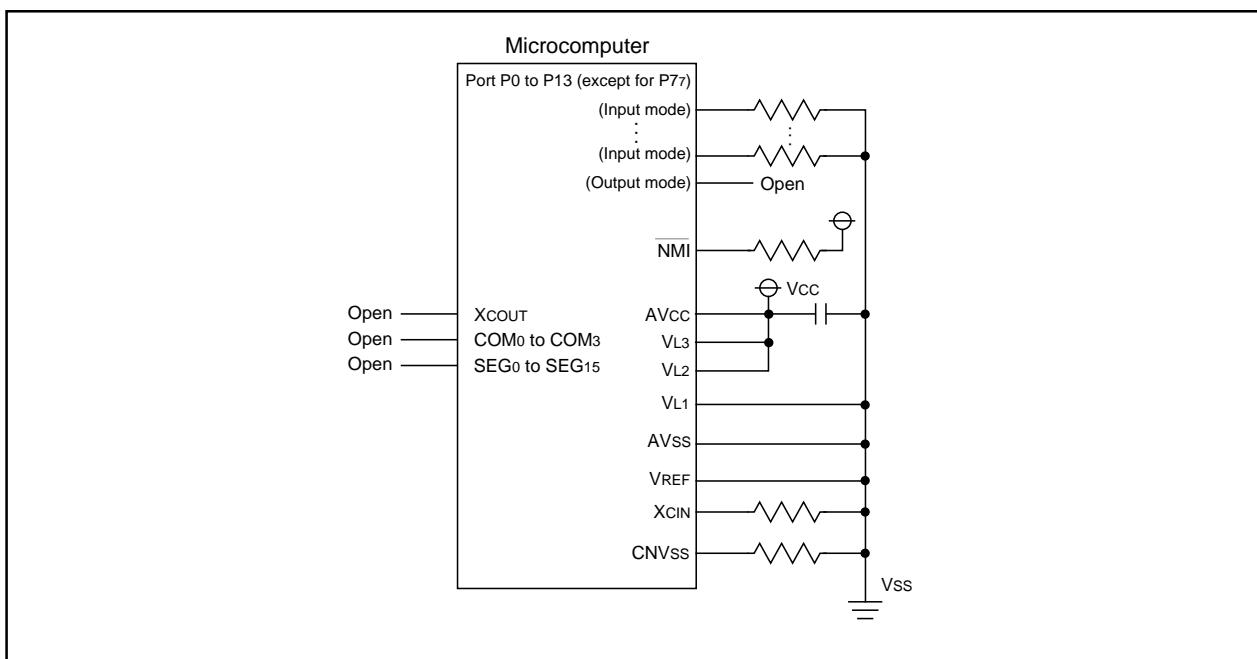 Microcomputer
Port P0 to P13 (except for P77)
(Input mode)
(Input mode)
(Output mode)
Open
NMI
VCC
Open
XCOUT
AVCC
Open
COM0 to COM3
VL3
Open
SEG0 to SEG15
VL2
VL1
AVSS
VREF
XCIN
CNVSS
VSS